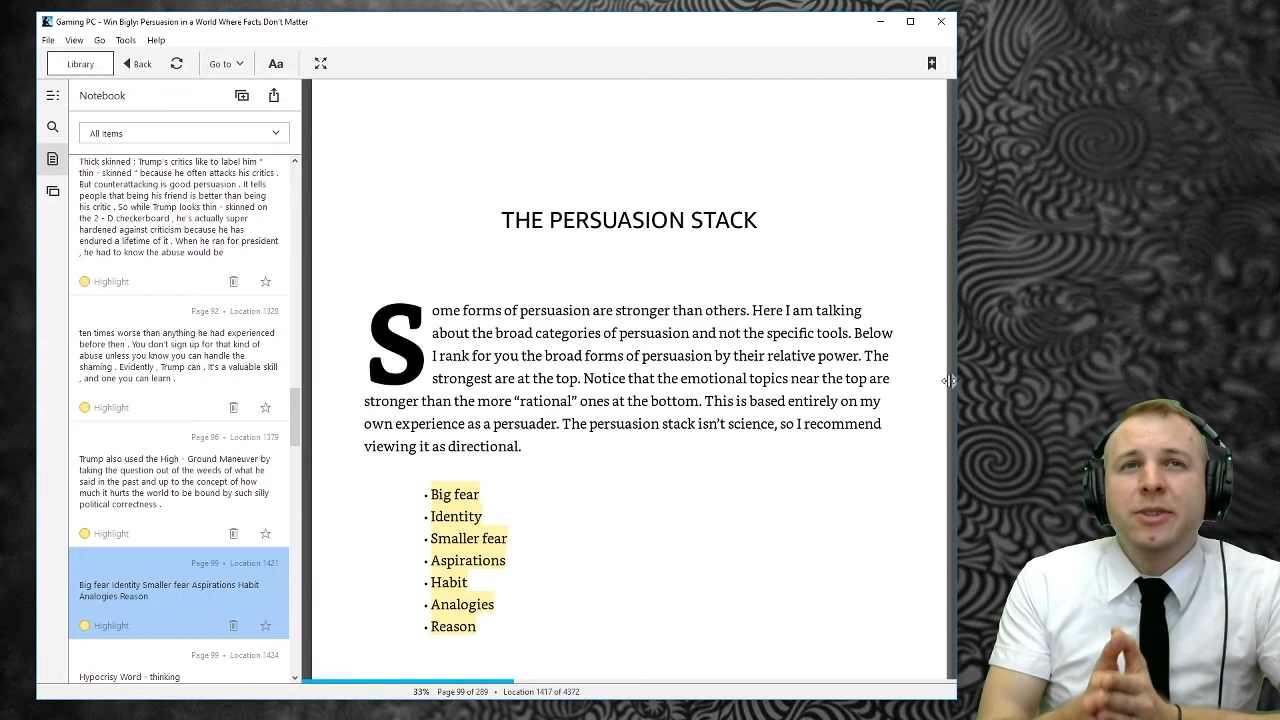 Gaming PC - Win Bigly: Persuasion in a World Where Facts Don't Matter
File View Go Tools Help
Library Back Go to Aa
Notebook
All Items
Thick skinned : Trump's critics like to label him "
thin - skinned " because he often attacks his critics .
But counterattacking is good persuasion . It tells
people that being his friend is better than being
his critic . So while Trump looks thin - skinned on
the 2 - D checkerboard , he's actually super
hardened against criticism because he has
endured a lifetime of it . When he ran for president
, he had to know the abuse would be
Highlight
Page 92 • Location 1328
ten times worse than anything he had experienced
before then . You don't sign up for that kind of
abuse unless you know you can handle the
shaming . Evidently , Trump can . It's a valuable skill
, and one you can learn .
Highlight
Page 96 • Location 1379
Trump also used the High - Ground Maneuver by
taking the question out of the weeds of what he
said in the past and up to the concept of how
much it hurts the world to be bound by such silly
political correctness .
Highlight
Page 99 • Location 1421
Big fear Identity Smaller fear Aspirations Habit
Analogies Reason
Highlight
Page 99 • Location 1424
Hypocrisy Word - thinking
THE PERSUASION STACK
Some forms of persuasion are stronger than others. Here I am talking
about the broad categories of persuasion and not the specific tools. Below
I rank for you the broad forms of persuasion by their relative power. The
strongest are at the top. Notice that the emotional topics near the top are
stronger than the more “rational” ones at the bottom. This is based entirely on my
own experience as a persuader. The persuasion stack isn’t science, so I recommend
viewing it as directional.
• Big fear
• Identity
• Smaller fear
• Aspirations
• Habit
• Analogies
• Reason
33% Page 99 of 289 • Location 1417 of 4372